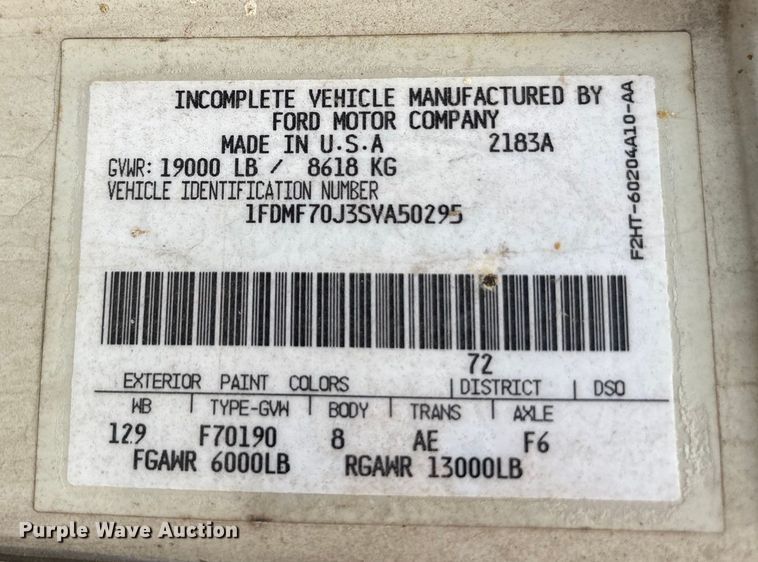 INCOMPLETE VEHICLE MANUFACTURED BY
FORD MOTOR COMPANY
MADE IN U.S.A 2183A
GVWR: 19000 LB / 8618 KG
VEHICLE IDENTIFICATION NUMBER
1FDMF70J3SVA50295
F2HT-60204A10-AA
72
EXTERIOR PAINT COLORS DISTRICT DSO
WB TYPE-GVW BODY TRANS AXLE
129 F70190 8 AE F6
FGAWR 6000LB RGAWR 13000LB
Purple Wave Auction